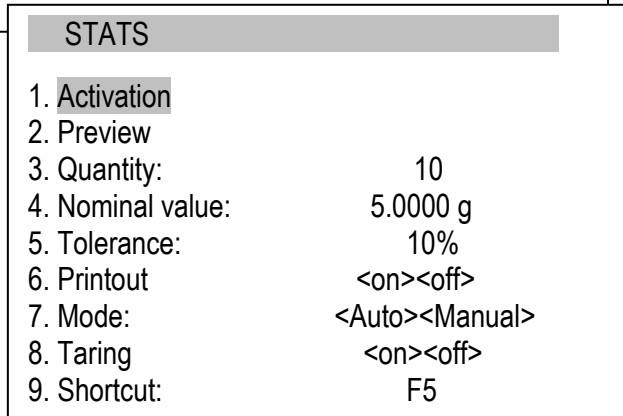 STATS
1. Activation
2. Preview
3. Quantity: 10
4. Nominal value: 5.0000 g
5. Tolerance: 10%
6. Printout <on><off>
7. Mode: <Auto><Manual>
8. Taring <on><off>
9. Shortcut: F5